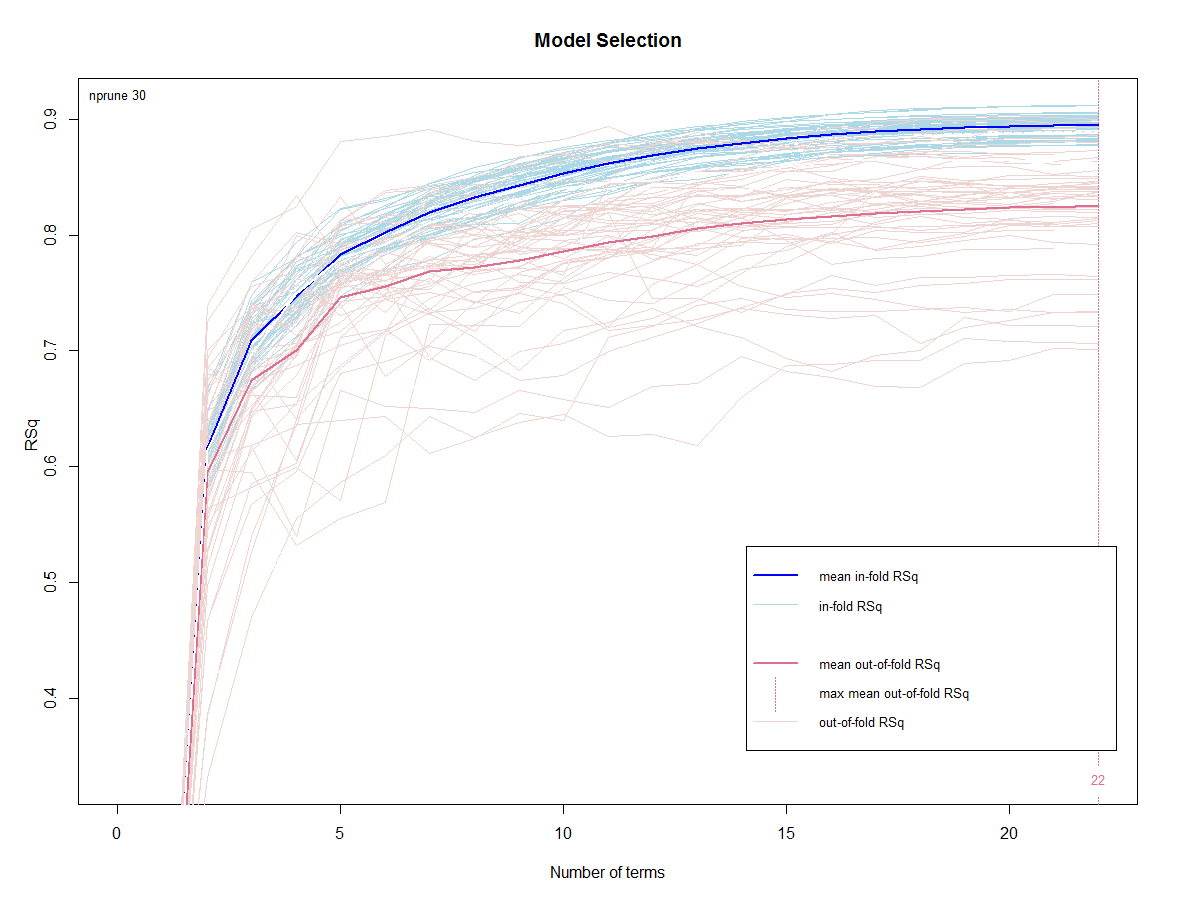 Model Selection
nprune 30
RSq
0.9
0.8
0.7
0.6
0.5
0.4
mean in-fold RSq
in-fold RSq
mean out-of-fold RSq
max mean out-of-fold RSq
out-of-fold RSq
22
0 5 10 15 20
Number of terms